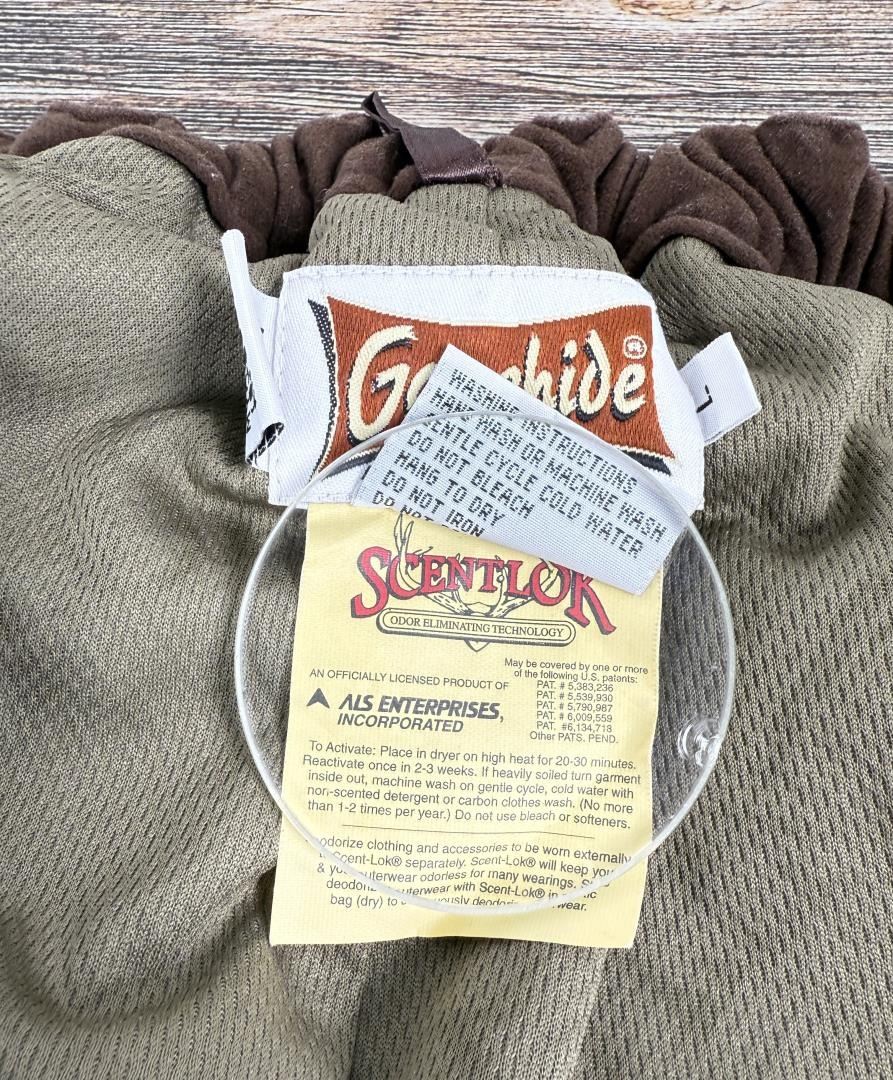 L
WASHING INSTRUCTIONS
HAND WASH OR MACHINE WASH
GENTLE CYCLE COLD WATER
DO NOT BLEACH
HANG TO DRY
DO NOT IRON
SCENT-LOK
ODOR ELIMINATING TECHNOLOGY
AN OFFICIALLY LICENSED PRODUCT OF
ALS ENTERPRISES,
INCORPORATED
May be covered by one or more
of the following U.S. patents:
PAT. # 5,383,236
PAT. # 5,539,930
PAT. # 5,790,987
PAT. # 6,009,559
PAT. #6,134,718
Other PATS. PEND.
To Activate: Place in dryer on high heat for 20-30 minutes.
Reactivate once in 2-3 weeks. If heavily soiled turn garment
inside out, machine wash on gentle cycle, cold water with
non-scented detergent or carbon clothes wash. (No more
than 1-2 times per year.) Do not use bleach or softeners.
clothing and accessories to be worn externally
Scent-Lok® separately. Scent-Lok® will keep you
& outerwear odorless for many wearings.
outerwear with Scent-Lok® in
bag (dry) to